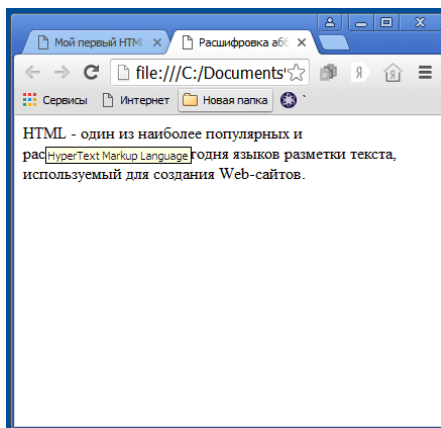 Мой первый HTM
Расшифровка аб
file:///C:/Documents
Я
Сервисы Интернет Новая папка
HTML - один из наиболее популярных и
рас HyperText Markup Language годня языков разметки текста,
используемый для создания Web-сайтов.